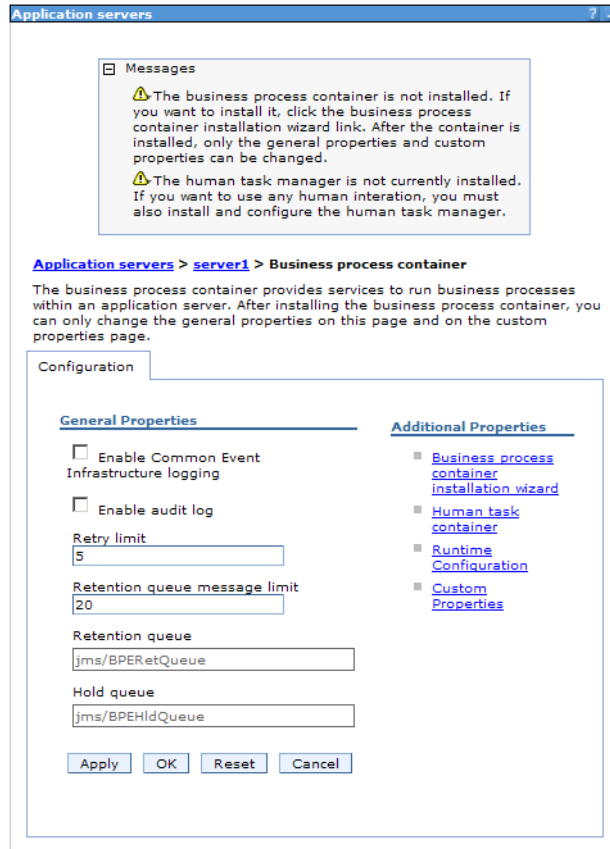 Application servers ?
Messages
The business process container is not installed. If
you want to install it, click the business process
container installation wizard link. After the container is
installed, only the general properties and custom
properties can be changed.
The human task manager is not currently installed.
If you want to use any human interation, you must
also install and configure the human task manager.
Application servers > server1 > Business process container
The business process container provides services to run business processes
within an application server. After installing the business process container, you
can only change the general properties on this page and on the custom
properties page.
Configuration
General Properties
Enable Common Event
Infrastructure logging
Enable audit log
Retry limit
5
Retention queue message limit
20
Retention queue
jms/BPERetQueue
Hold queue
jms/BPEHldQueue
Apply OK Reset Cancel
Additional Properties
Business process
container
installation wizard
Human task
container
Runtime
Configuration
Custom
Properties